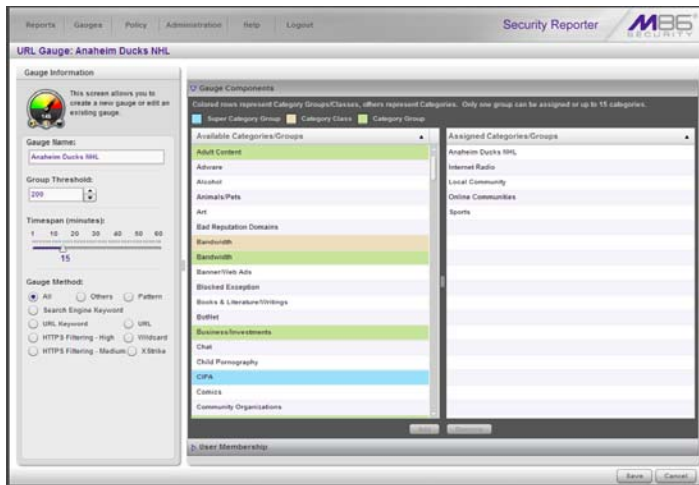 Reports Gauges Policy Administration Help Logout
Security Reporter
M86 SECURITY
URL Gauge: Anaheim Ducks NHL
Gauge Information
This screen allows you to create a new gauge or edit an existing gauge.
Gauge Name:
Anaheim Ducks NHL
Group Threshold:
200
Timespan (minutes):
1 10 20 30 40 50 60
15
Gauge Method:
All Others Pattern
Search Engine Keyword
URL Keyword URL
HTTPS Filtering - High Wildcard
HTTPS Filtering - Medium XStrike
Gauge Components
Colored rows represent Category Groups/Classes, others represent Categories. Only one group can be assigned or up to 15 categories.
Super Category Group Category Class Category Group
Available Categories/Groups
Adult Content
Adware
Alcohol
Animals/Pets
Art
Bad Reputation Domains
Bandwidth
Bandwidth
Banner/Web Ads
Blocked Exception
Books & Literature/Writings
BotNet
Business/Investments
Chat
Child Pornography
CIPA
Comics
Community Organizations
Assigned Categories/Groups
Anaheim Ducks NHL
Internet Radio
Local Community
Online Communities
Sports
Add Remove
User Membership
Save Cancel